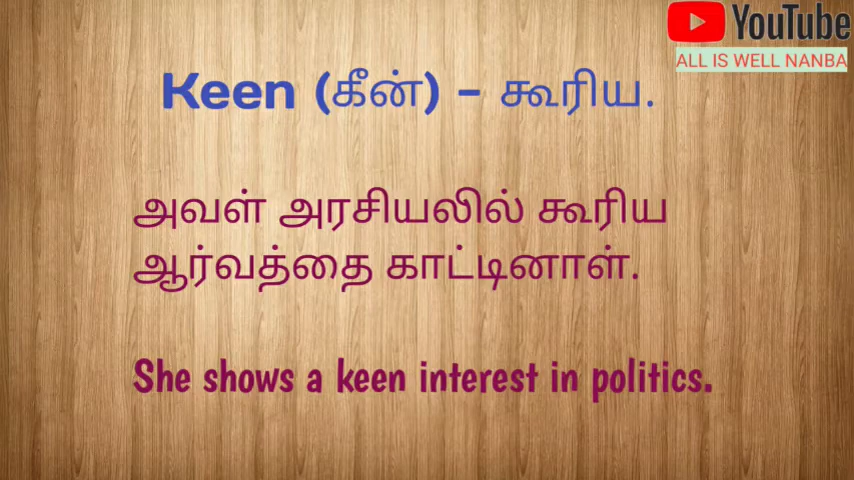 YouTube
ALL IS WELL NANBA
Keen (கீன்) - கூரிய.
அவள் அரசியலில் கூரிய
ஆர்வத்தை காட்டினாள்.
She shows a keen interest in politics.